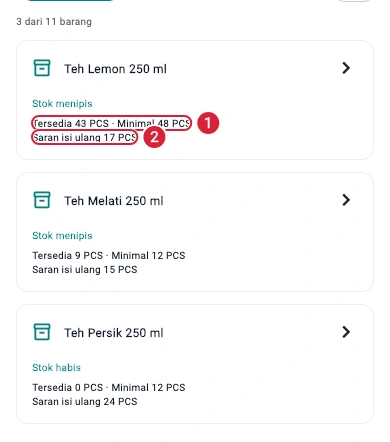 3 dari 11 barang
Teh Lemon 250 ml
Stok menipis
Tersedia 43 PCS · Minimal 48 PCS
1
Saran isi ulang 17 PCS
2
Teh Melati 250 ml
Stok menipis
Tersedia 9 PCS · Minimal 12 PCS
Saran isi ulang 15 PCS
Teh Persik 250 ml
Stok habis
Tersedia 0 PCS · Minimal 12 PCS
Saran isi ulang 24 PCS